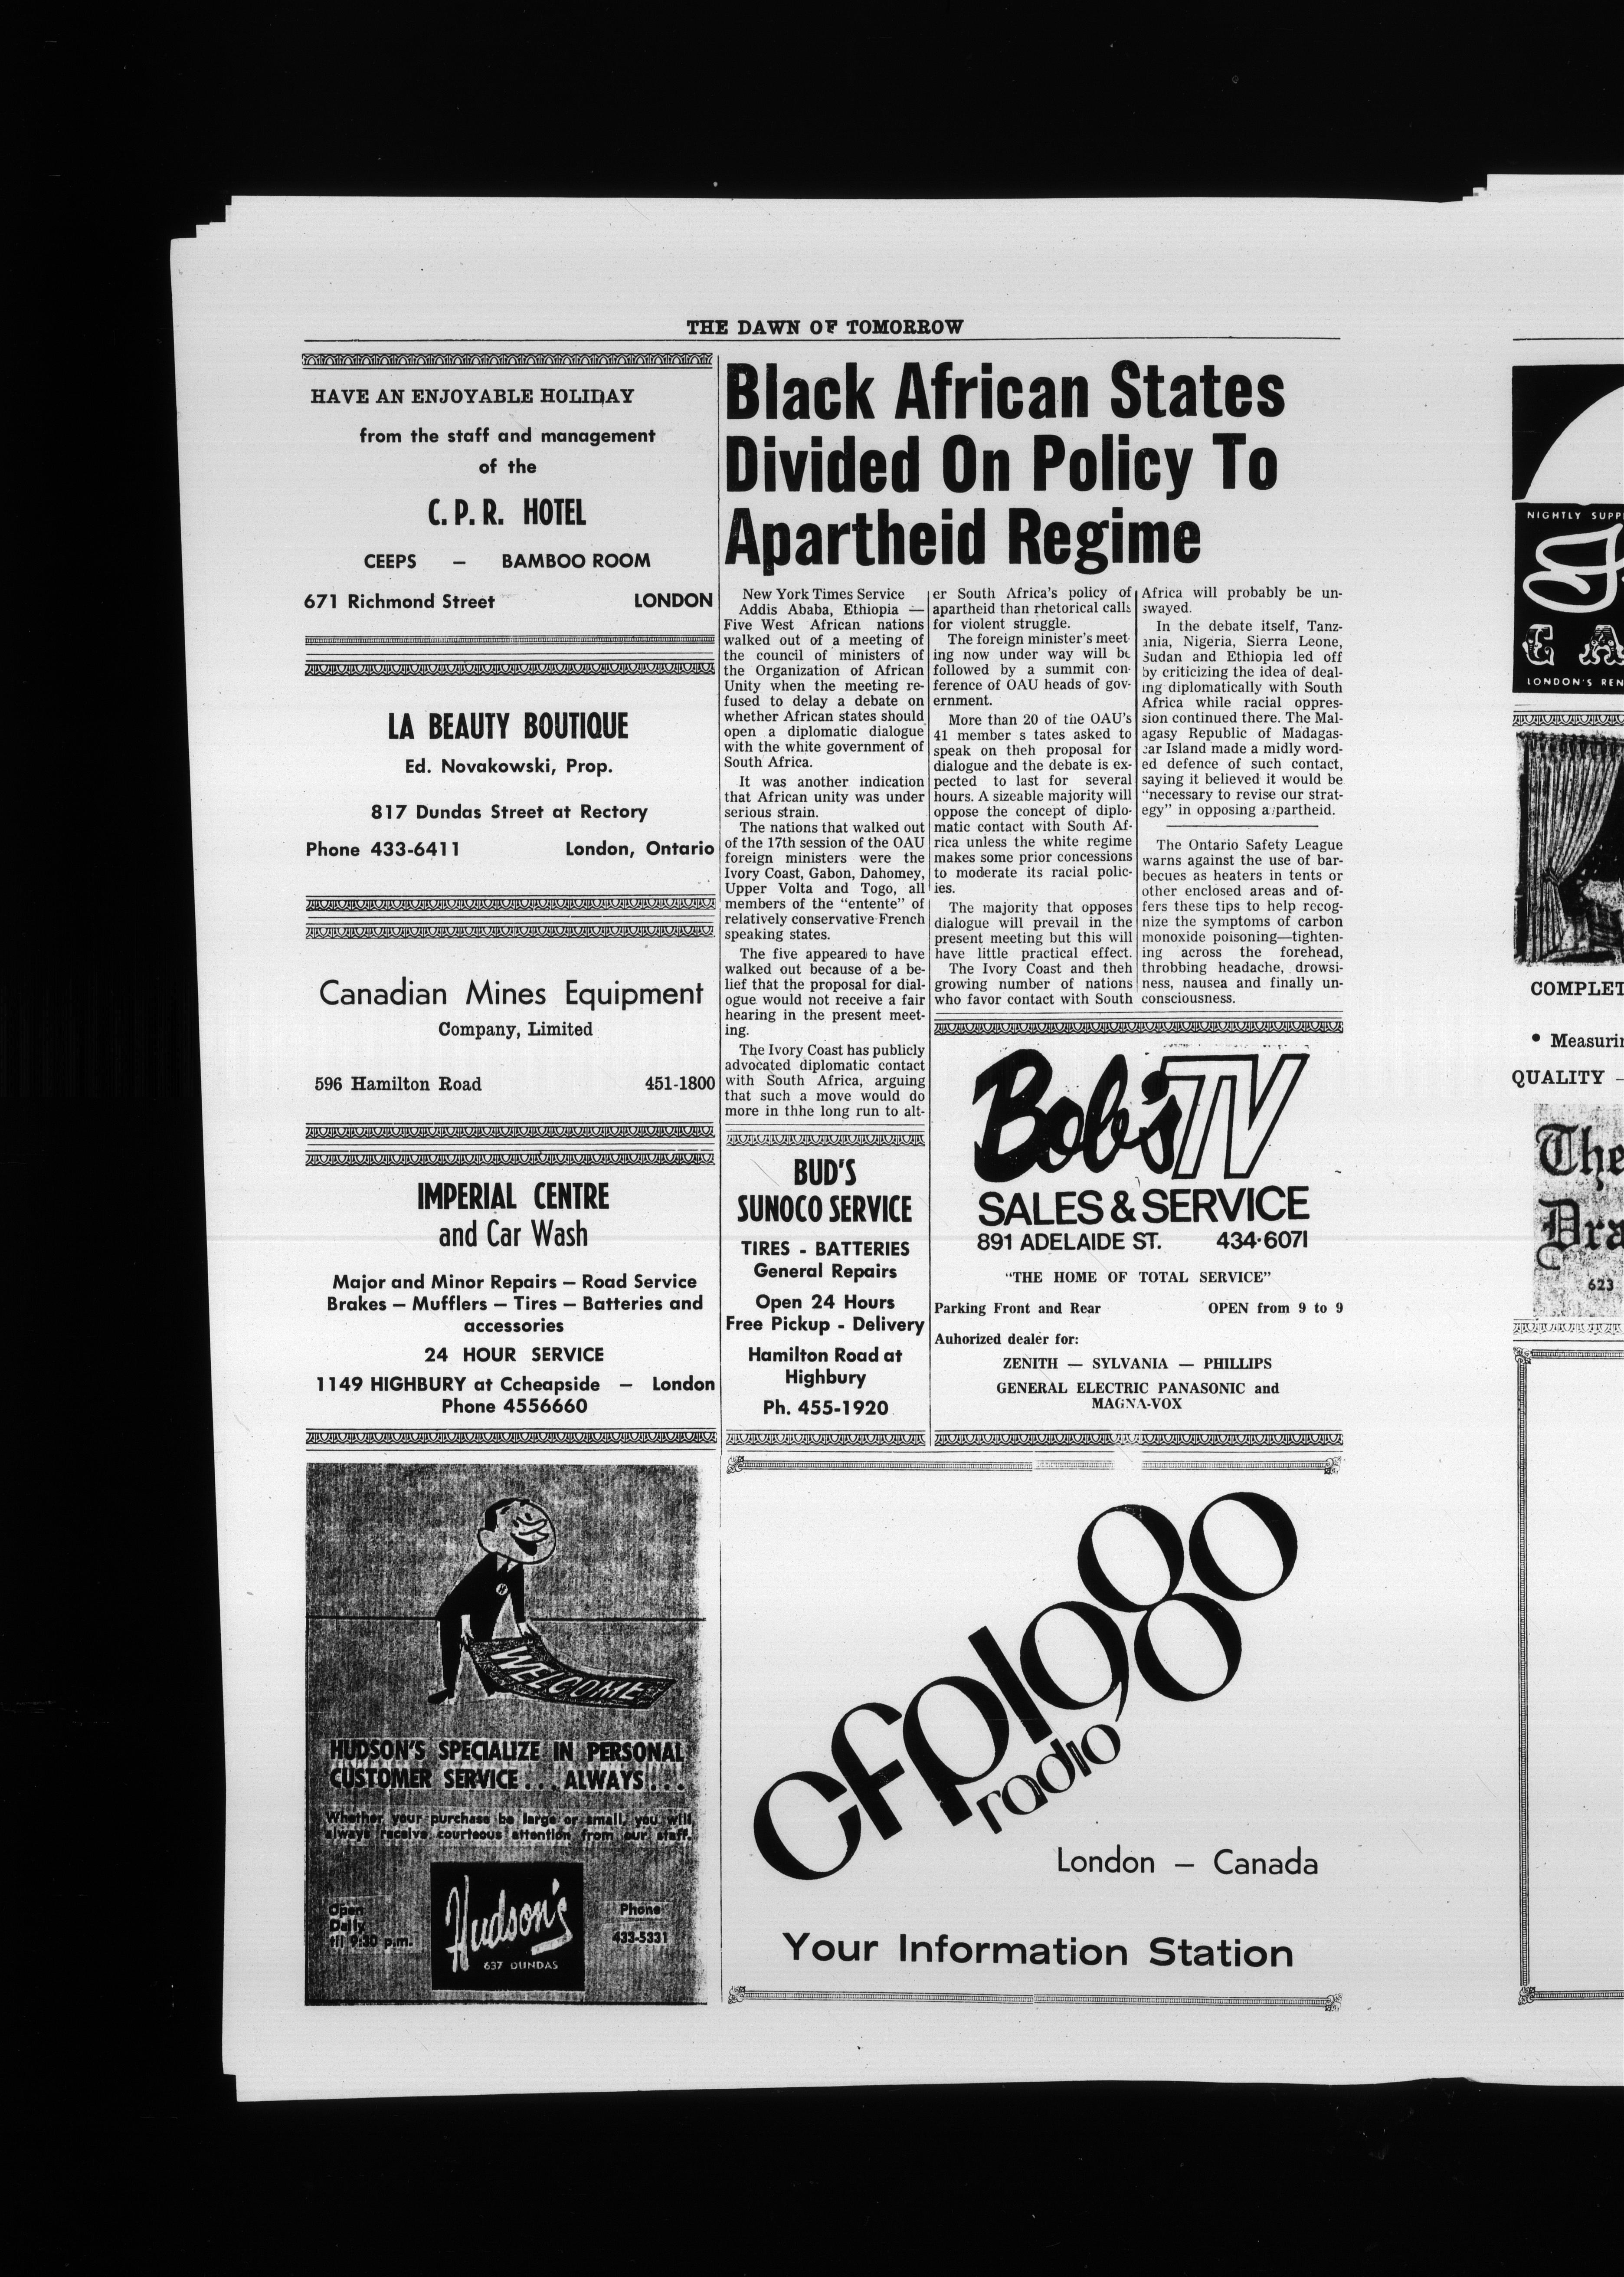 THE DAWN OF TOMORROW
HAVE AN ENJOYABLE HOLIDAY
from the staff and management
of the
C. P. R. HOTEL
CEEPS – BAMBOO ROOM
671 Richmond Street LONDON
LA BEAUTY BOUTIQUE
Ed. Novakowski, Prop.
817 Dundas Street at Rectory
Phone 433-6411 London, Ontario
Canadian Mines Equipment
Company, Limited
596 Hamilton Road 451-1800
IMPERIAL CENTRE
and Car Wash
Major and Minor Repairs – Road Service
Brakes – Mufflers – Tires – Batteries and
accessories
24 HOUR SERVICE
1149 HIGHBURY at Ccheapside – London
Phone 4556660
WELCOME
HUDSON'S SPECIALIZE IN PERSONAL
CUSTOMER SERVICE . . . ALWAYS . . .
Whether your purchase be large or small, you will
always receive courteous attention from our staff.
Open
Daily
til 9:30 p.m.
Hudson's
637 DUNDAS
Phone
433-5331
Black African States
Divided On Policy To
Apartheid Regime
New York Times Service
Addis Ababa, Ethiopia —
Five West African nations
walked out of a meeting of
the council of ministers of
the Organization of African
Unity when the meeting re-
fused to delay a debate on
whether African states should
open a diplomatic dialogue
with the white government of
South Africa.
It was another indication
that African unity was under
serious strain.
The nations that walked out
of the 17th session of the OAU
foreign ministers were the
Ivory Coast, Gabon, Dahomey,
Upper Volta and Togo, all
members of the "entente" of
relatively conservative French
speaking states.
The five appeared to have
walked out because of a be-
lief that the proposal for dial-
ogue would not receive a fair
hearing in the present meet-
ing.
The Ivory Coast has publicly
advocated diplomatic contact
with South Africa, arguing
that such a move would do
more in thhe long run to alt-
er South Africa's policy of
apartheid than rhetorical calls
for violent struggle.
The foreign minister's meet-
ing now under way will be
followed by a summit con-
ference of OAU heads of gov-
ernment.
More than 20 of the OAU's
41 member s tates asked to
speak on theh proposal for
dialogue and the debate is ex-
pected to last for several
hours. A sizeable majority will
oppose the concept of diplo-
matic contact with South Af-
rica unless the white regime
makes some prior concessions
to moderate its racial polic-
ies.
The majority that opposes
dialogue will prevail in the
present meeting but this will
have little practical effect.
The Ivory Coast and theh
growing number of nations
who favor contact with South
Africa will probably be un-
swayed.
In the debate itself, Tanz-
ania, Nigeria, Sierra Leone,
Sudan and Ethiopia led off
by criticizing the idea of deal-
ing diplomatically with South
Africa while racial oppres-
sion continued there. The Mal-
agasy Republic of Madagas-
car Island made a midly word-
ed defence of such contact,
saying it believed it would be
"necessary to revise our strat-
egy" in opposing apartheid.
The Ontario Safety League
warns against the use of bar-
becues as heaters in tents or
other enclosed areas and of-
fers these tips to help recog-
nize the symptoms of carbon
monoxide poisoning—tighten-
ing across the forehead,
throbbing headache, drowsi-
ness, nausea and finally un-
consciousness.
BUD'S
SUNOCO SERVICE
TIRES - BATTERIES
General Repairs
Open 24 Hours
Free Pickup - Delivery
Hamilton Road at
Highbury
Ph. 455-1920
Bob's TV
SALES & SERVICE
891 ADELAIDE ST. 434·6071
"THE HOME OF TOTAL SERVICE"
Parking Front and Rear OPEN from 9 to 9
Auhorized dealer for:
ZENITH — SYLVANIA — PHILLIPS
GENERAL ELECTRIC PANASONIC and
MAGNA-VOX
cfpl 980
radio
London – Canada
Your Information Station
NIGHTLY SUPP
LONDON'S REN
COMPLET
• Measurin
QUALITY –
The
Dra
623